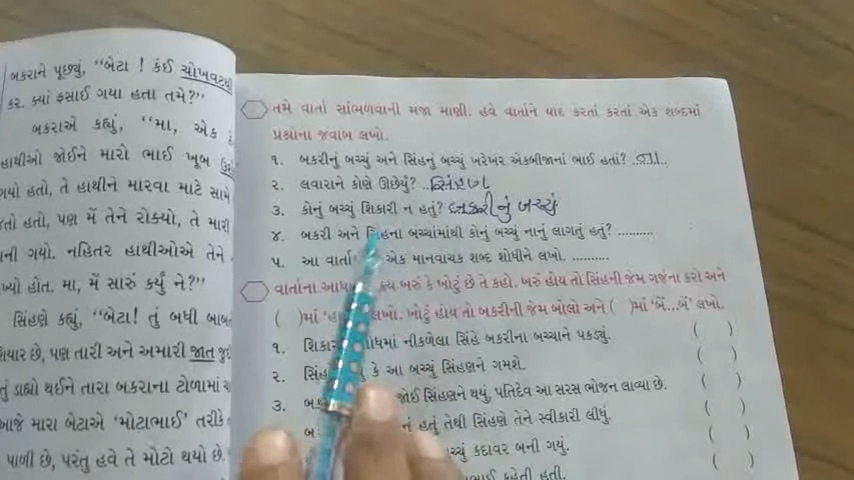 બકરાને પૂછ્યું, “બેટા ! કંઈ ચોખવટથી
કર. ક્યાં ફસાઈ ગયા હતા તમે?”
બકરાએ કહ્યું, “મા, એક
હાથીઓ જોઈને મારો ભાઈ ખૂબ
ગયો હતો, તે હાથીને મારવા માટે સામે
હતો, પણ મેં તેને રોક્યો, તે મારી
ની ગયો. નહિતર હાથીઓએ તેને
ખ્યો હોત. મા, મેં સારું કર્યું ને?”
સિંહણે કહ્યું, “બેટા! તું બધી
શિયાર છે, પણ તારી અને અમારી જાત
તું ડાહ્યો થઈને તારા બકરાના ટોળામાં
આજે મારા બેટાએ ‘મોટાભાઈ’ તરીકે
પાળી છે, પરંતુ હવે તે મોટો થયો છે.
તમે વાર્તા સાંભળવાની મજા માણી. હવે વાર્તાને યાદ કરતાં કરતાં એક શબ્દમાં
પ્રશ્નોના જવાબ લખો.
૧. બકરીનું બચ્ચું અને સિંહનું બચ્ચું ખરેખર એકબીજાનાં ભાઈ હતાં? ..ના..
૨. લવારાને કોણે ઊછેર્યું? ..સિંહણ
૩. કોનું બચ્ચું શિકારી ન હતું? બકરીનું બચ્ચું
૪. બકરી અને સિંહના બચ્ચાંમાંથી કોનું બચ્ચું નાનું લાગતું હતું? ..........
૫. આ વાર્તા એક માનવાચક શબ્દ શોધીને લખો. ..........
વાર્તાના આધા ક્ય ખરું કે ખોટું છે તે કહો. ખરું હોય તો સિંહની જેમ ગર્જના કરો અને
( )માં લખો. ખોટું હોય તો બકરીની જેમ બોલો અને ( )માં ‘બેં...બેં’ લખો.
૧. શિકા ધમાં નીકળેલા સિંહે બકરીના બચ્ચાને પકડ્યું. ( )
૨. સિંહ કે આ બચ્ચું સિંહણને ગમશે. ( )
૩. બચ્ જોઈ સિંહણને થયું, પતિદેવ આ સરસ ભોજન લાવ્યા છે. ( )
હતું તેથી સિંહણે તેને સ્વીકારી લીધું. ( )
કદાવર બની ગયું. ( )
કહેતી હતી. ( )